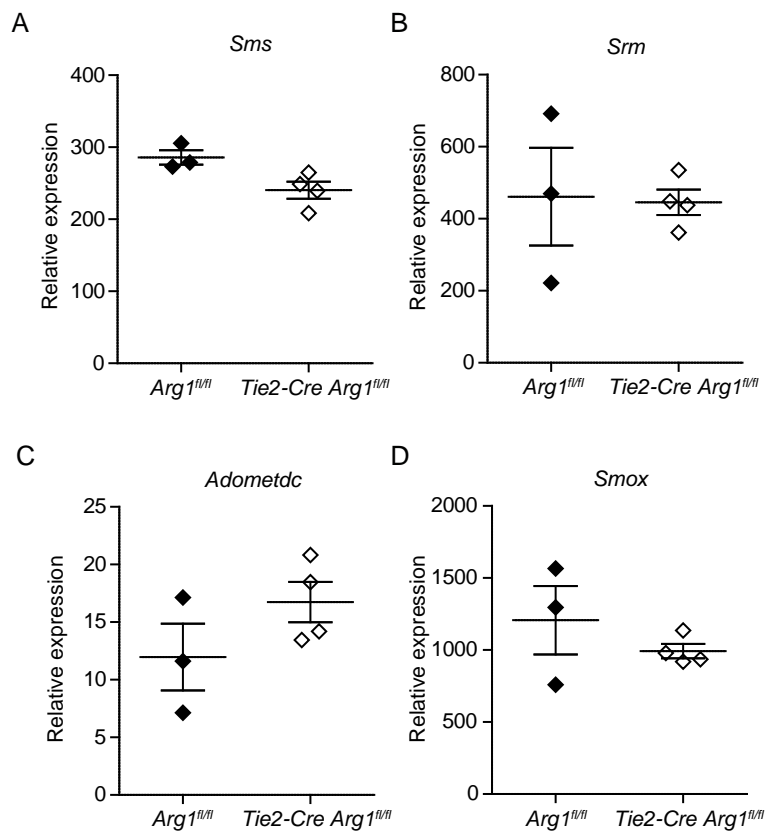 A
Sms
Relative expression
400
300
200
100
0
Arg1fl/fl
Tie2-Cre Arg1fl/fl
B
Srm
Relative expression
800
600
400
200
0
Arg1fl/fl
Tie2-Cre Arg1fl/fl
C
Adometdc
Relative expression
25
20
15
10
5
0
Arg1fl/fl
Tie2-Cre Arg1fl/fl
D
Smox
Relative expression
2000
1500
1000
500
0
Arg1fl/fl
Tie2-Cre Arg1fl/fl